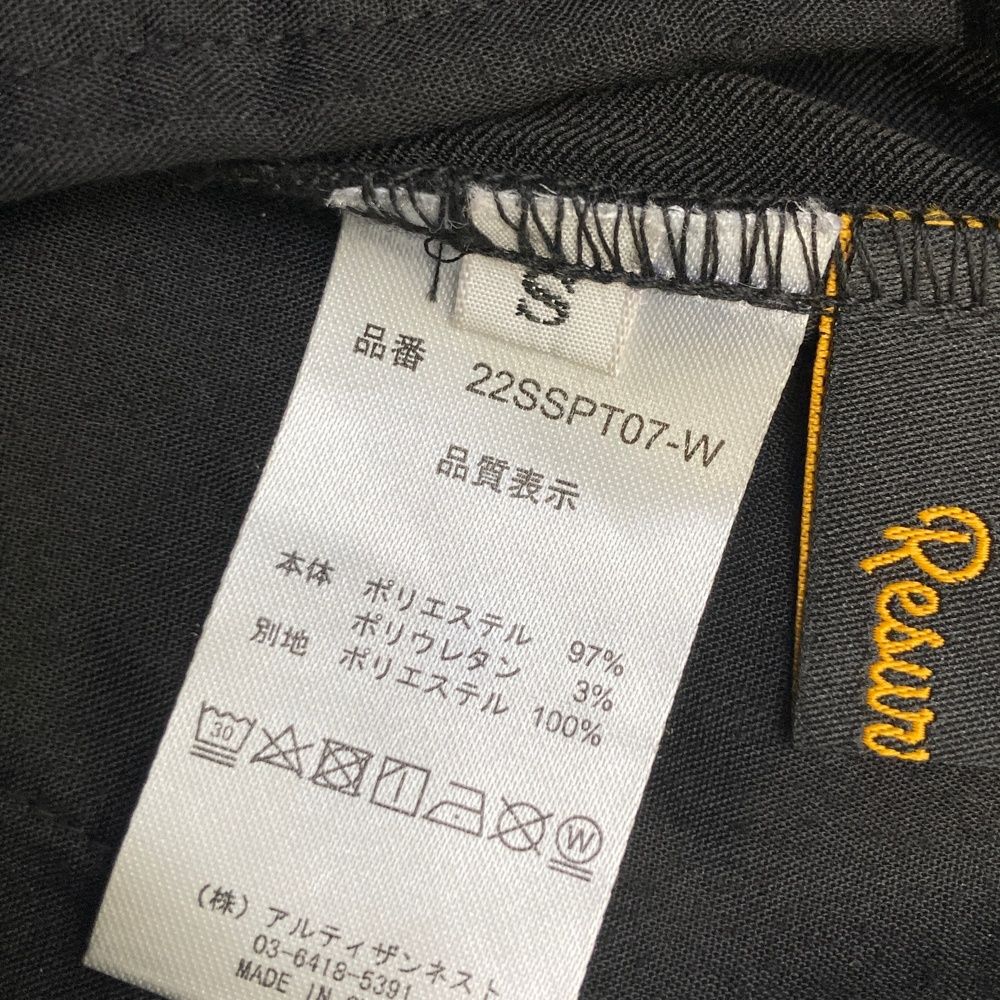 S
品番 22SSPT07-W
品質表示
本体 ポリエステル 97%
ポリウレタン 3%
別地 ポリエステル 100%
30
W
(株)アルティザンネスト
03-6418-5391
MADE IN